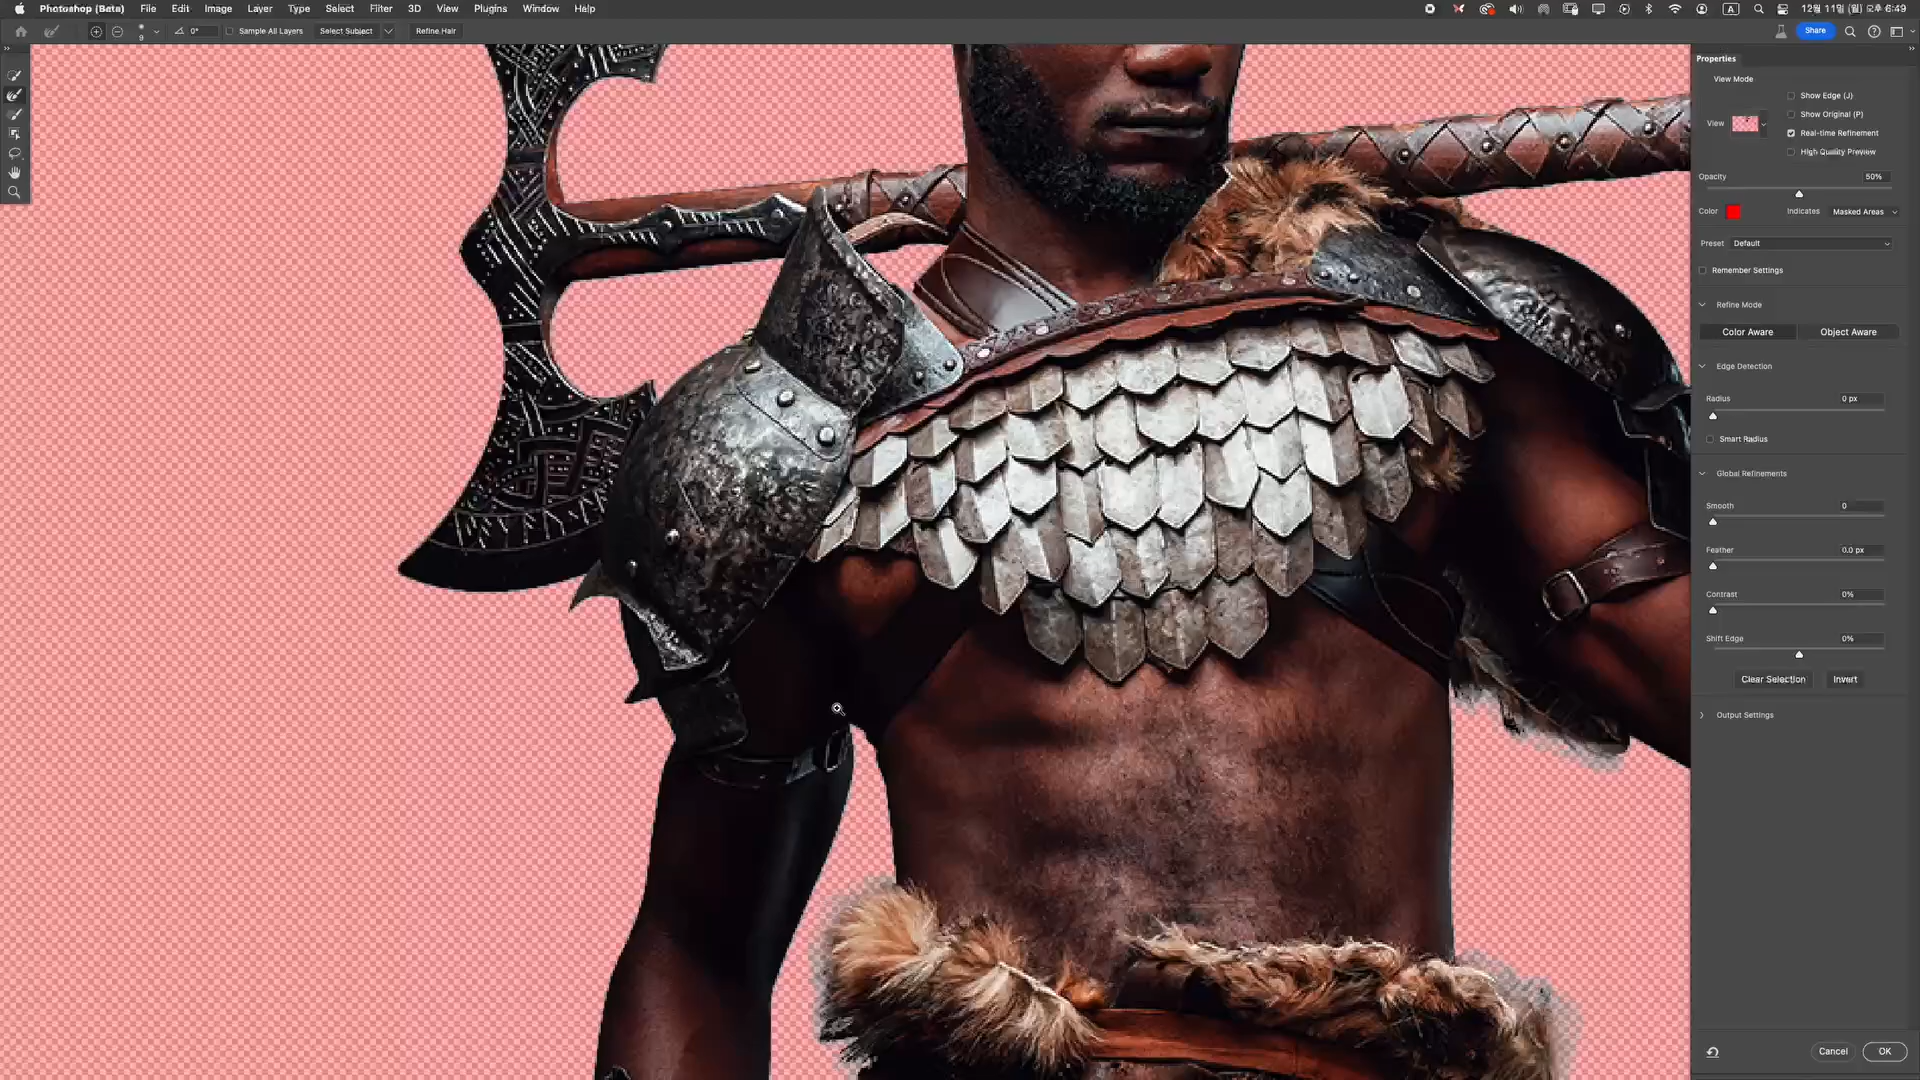 Photoshop (Beta) File Edit Image Layer Type Select Filter 3D View Plugins Window Help A 12월 11일 (월) 오후 6:49
9 0° Sample All Layers Select Subject Refine Hair Share
Properties
View Mode
Show Edge (J)
Show Original (P)
View
Real-time Refinement
High Quality Preview
Opacity 50%
Color Indicates Masked Areas
Preset Default
Remember Settings
Refine Mode
Color Aware Object Aware
Edge Detection
Radius 0 px
Smart Radius
Global Refinements
Smooth 0
Feather 0.0 px
Contrast 0%
Shift Edge 0%
Clear Selection Invert
Output Settings
Cancel OK